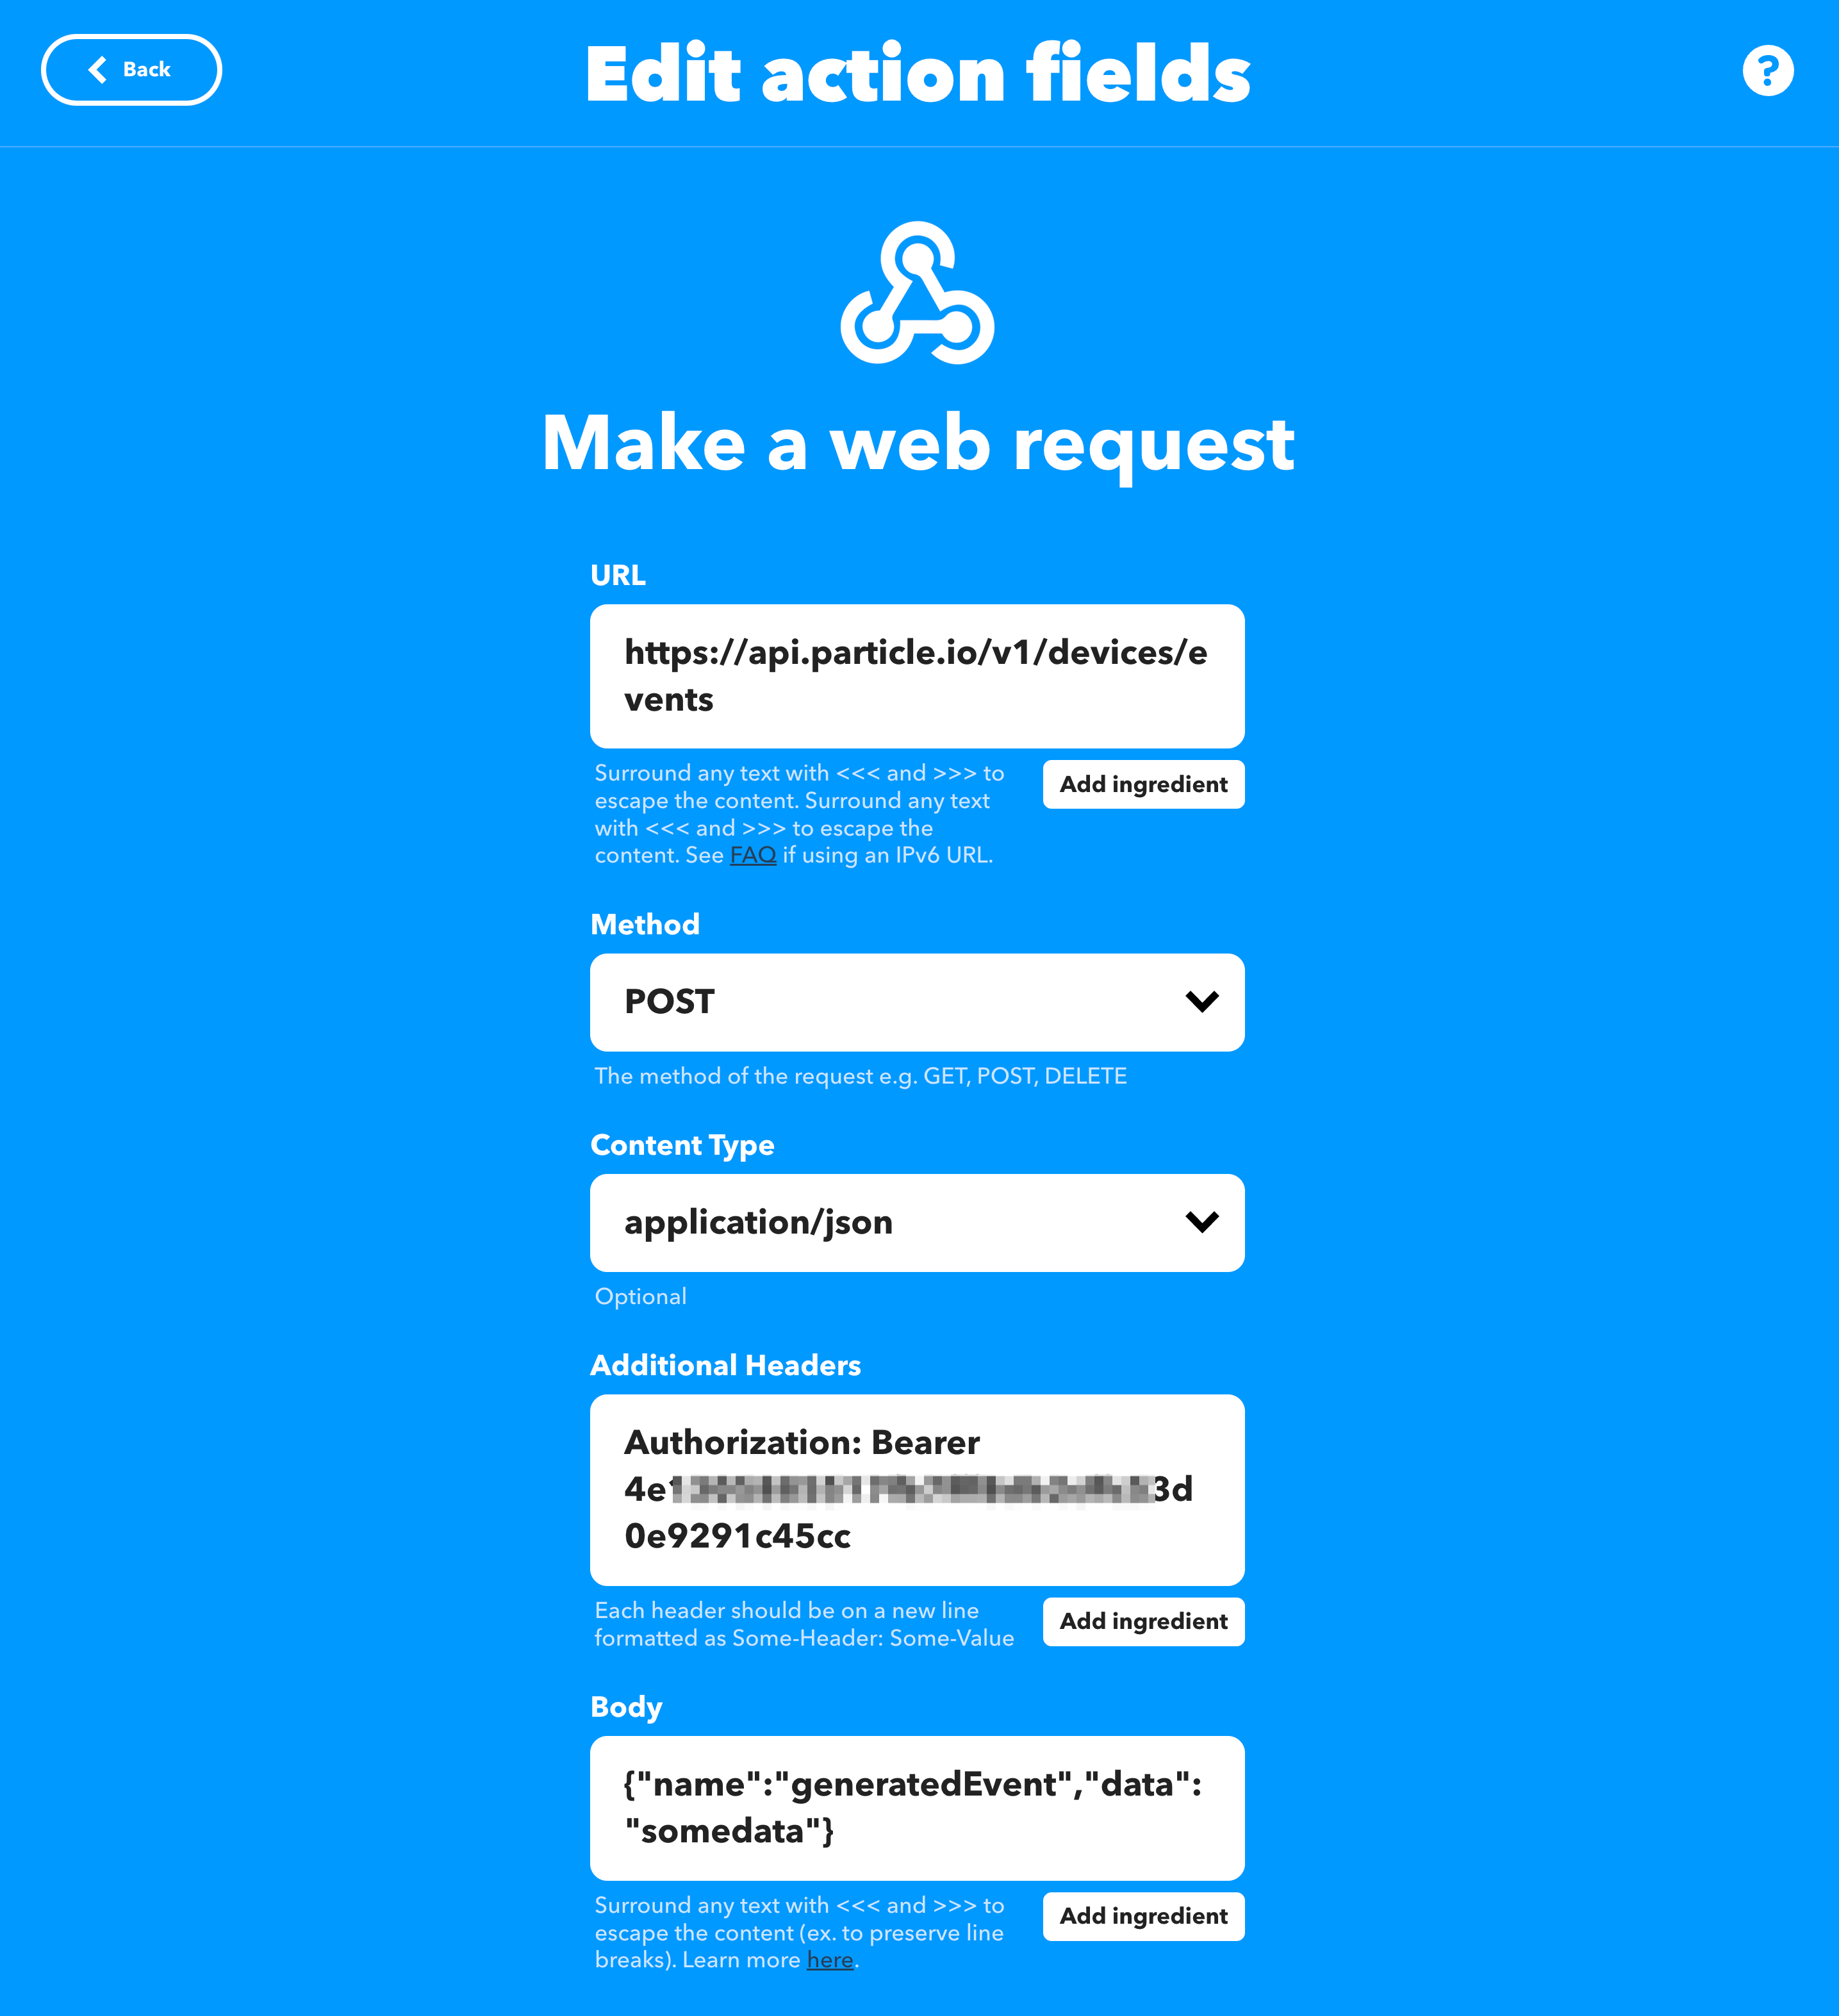 Back
Edit action fields
?
Make a web request
URL
https://api.particle.io/v1/devices/e
vents
Surround any text with <<< and >>> to
escape the content. Surround any text
with <<< and >>> to escape the
content. See FAQ if using an IPv6 URL.
Add ingredient
Method
POST
The method of the request e.g. GET, POST, DELETE
Content Type
application/json
Optional
Additional Headers
Authorization: Bearer
4e 3d
0e9291c45cc
Each header should be on a new line
formatted as Some-Header: Some-Value
Add ingredient
Body
{"name":"generatedEvent","data":
"somedata"}
Surround any text with <<< and >>> to
escape the content (ex. to preserve line
breaks). Learn more here.
Add ingredient